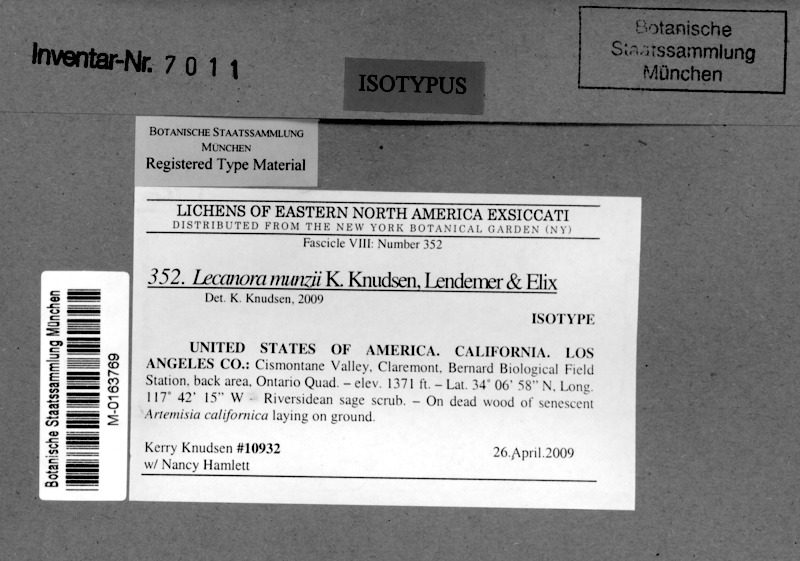 Inventar-Nr. 7011
ISOTYPUS
Botanische
Staatssammlung
München
BOTANISCHE STAATSSAMMLUNG
MÜNCHEN
Registered Type Material
LICHENS OF EASTERN NORTH AMERICA EXSICCATI
DISTRIBUTED FROM THE NEW YORK BOTANICAL GARDEN (NY)
Fascicle VIII: Number 352
352. Lecanora munzii K. Knudsen, Lendemer & Elix
Det. K. Knudsen, 2009
ISOTYPE
UNITED STATES OF AMERICA. CALIFORNIA. LOS
ANGELES CO.: Cismontane Valley, Claremont, Bernard Biological Field
Station, back area, Ontario Quad. – elev. 1371 ft. – Lat. 34° 06' 58" N, Long.
117° 42' 15" W - Riversidean sage scrub. – On dead wood of senescent
Artemisia californica laying on ground.
Kerry Knudsen #10932
w/ Nancy Hamlett
26.April.2009
Botanische Staatssammlung München
M-0163769